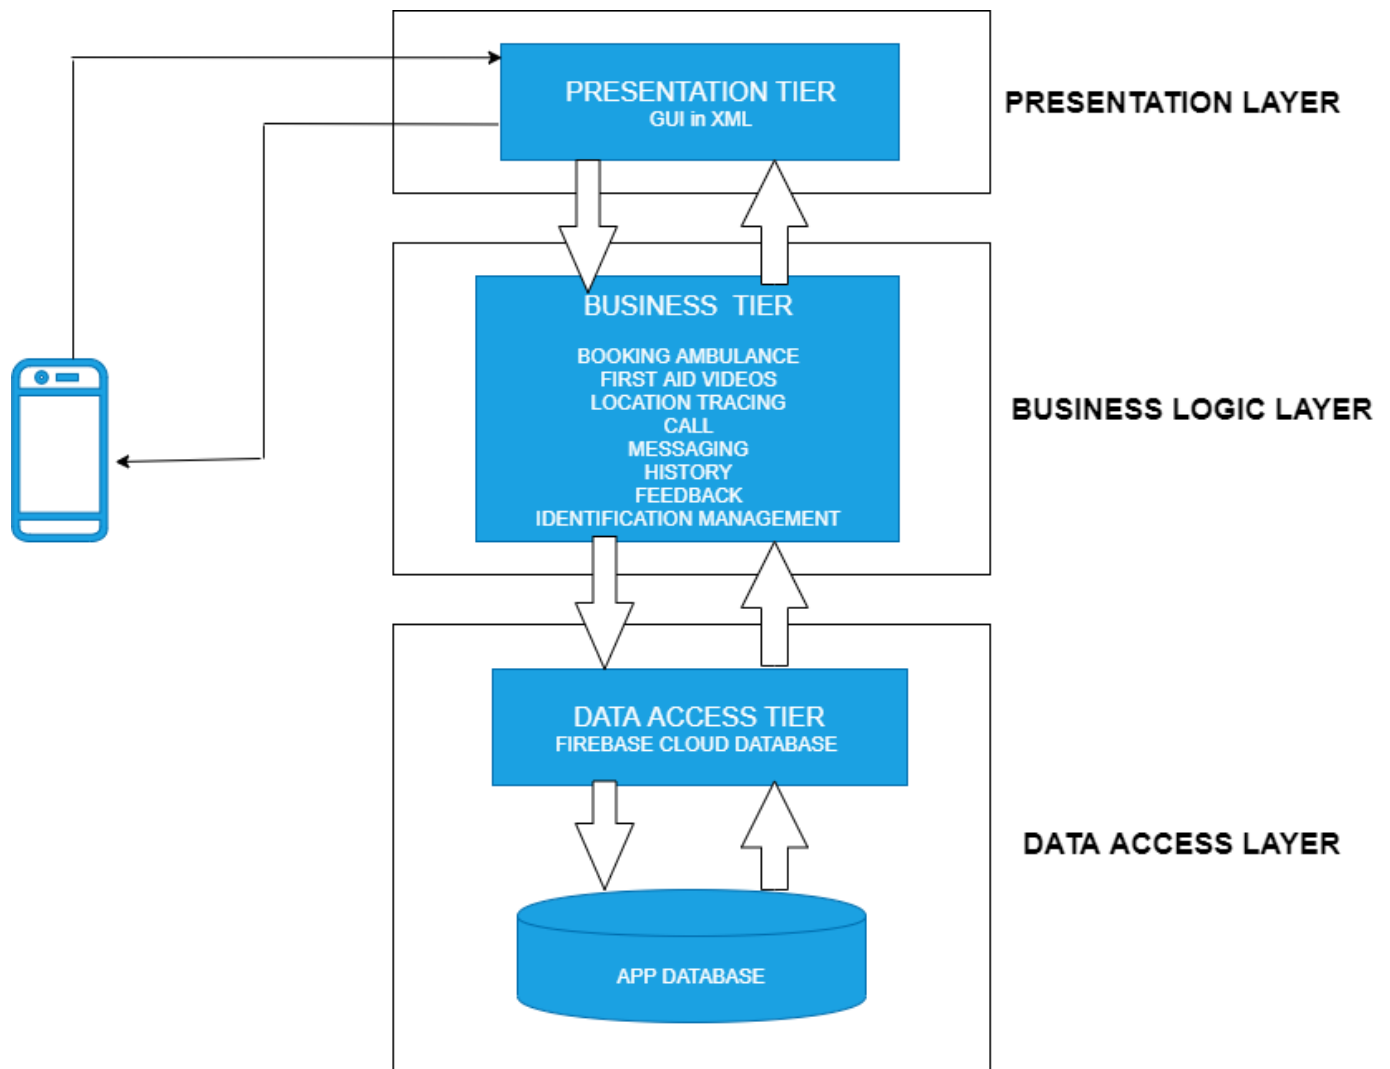 PRESENTATION TIER
GUI in XML
PRESENTATION LAYER
BUSINESS TIER
BOOKING AMBULANCE
FIRST AID VIDEOS
LOCATION TRACING
CALL
MESSAGING
HISTORY
FEEDBACK
IDENTIFICATION MANAGEMENT
BUSINESS LOGIC LAYER
DATA ACCESS TIER
FIREBASE CLOUD DATABASE
DATA ACCESS LAYER
APP DATABASE